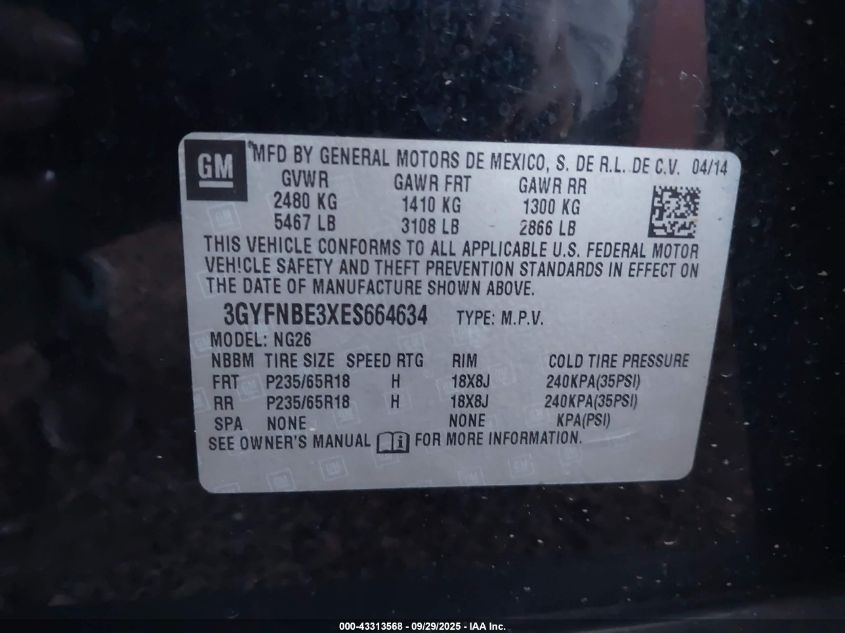 GM
MFD BY GENERAL MOTORS DE MEXICO, S. DE R.L. DE C.V. 04/14
GVWR GAWR FRT GAWR RR
2480 KG 1410 KG 1300 KG
5467 LB 3108 LB 2866 LB
THIS VEHICLE CONFORMS TO ALL APPLICABLE U.S. FEDERAL MOTOR
VEHICLE SAFETY AND THEFT PREVENTION STANDARDS IN EFFECT ON
THE DATE OF MANUFACTURE SHOWN ABOVE.
3GYFNBE3XES664634 TYPE: M.P.V.
MODEL: NG26
NBBM TIRE SIZE SPEED RTG RIM COLD TIRE PRESSURE
FRT P235/65R18 H 18X8J 240KPA(35PSI)
RR P235/65R18 H 18X8J 240KPA(35PSI)
SPA NONE NONE KPA(PSI)
SEE OWNER'S MANUAL FOR MORE INFORMATION.
000-43313568 - 09/29/2025 - IAA Inc.